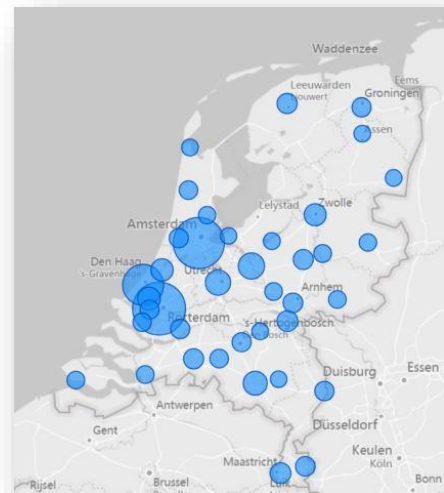 Waddenzee
Leeuwarden
Eems
Groningen
Assen
Lelystad
Zwolle
Amsterdam
Den Haag
's-Gravenhage
Utrecht
Arnhem
Rotterdam
's-Hertogenbosch
Duisburg
Essen
Antwerpen
Düsseldorf
Gent
Maastricht
Keulen
Köln
Brussel
Rijsel
Bonn